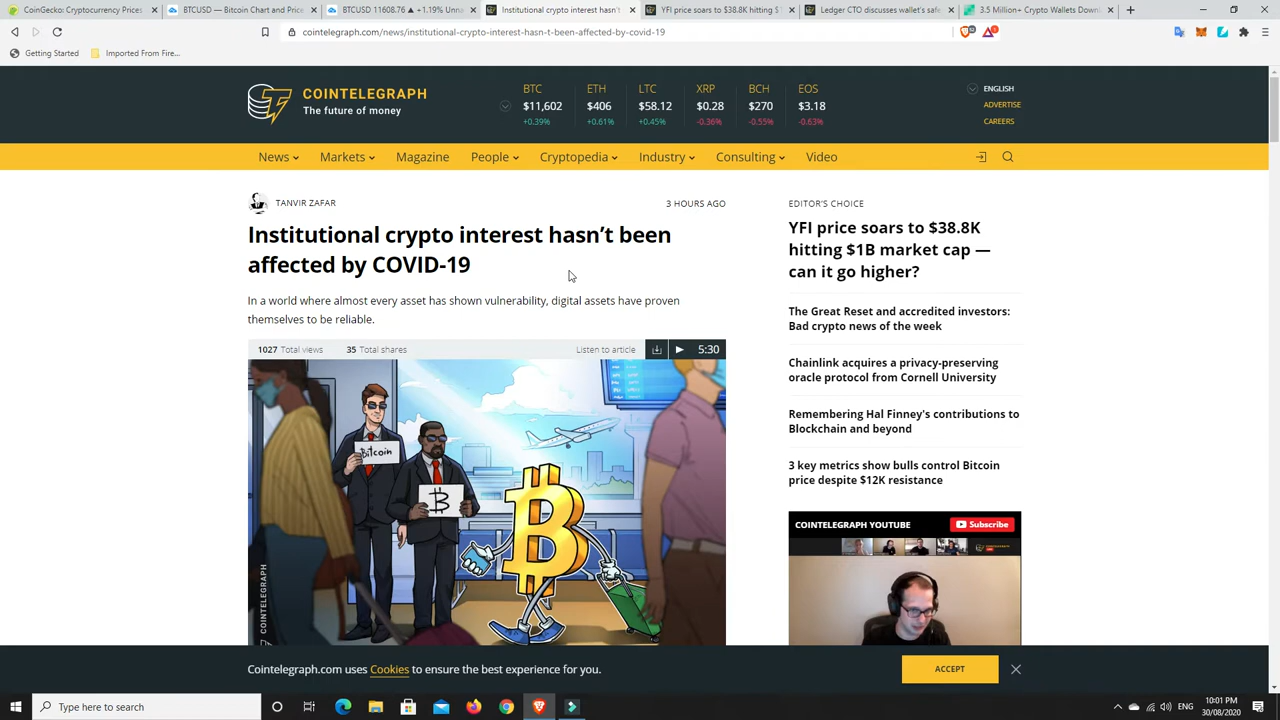 CoinGecko: Cryptocurrency Prices
BTCUSD — Bitcoin Chart and Price
BTCUSD 11608.76 ▲ +1.19% Unna
Institutional crypto interest hasn't
YFI price soars to $38.8K hitting $1
Ledger CTO discusses wallet's safe
3.5 Million+ Crypto Wallets Down
cointelegraph.com/news/institutional-crypto-interest-hasn-t-been-affected-by-covid-19
Getting Started
Imported From Fire...
COINTELEGRAPH
The future of money
BTC ETH LTC XRP BCH EOS
$11,602 $406 $58.12 $0.28 $270 $3.18
+0.39% +0.61% +0.45% -0.36% -0.55% -0.63%
ENGLISH
ADVERTISE
CAREERS
News Markets Magazine People Cryptopedia Industry Consulting Video
TANVIR ZAFAR
3 HOURS AGO
Institutional crypto interest hasn't been
affected by COVID-19
In a world where almost every asset has shown vulnerability, digital assets have proven
themselves to be reliable.
1027 Total views 35 Total shares Listen to article 5:30
Bitcoin
COINTELEGRAPH
EDITOR'S CHOICE
YFI price soars to $38.8K
hitting $1B market cap —
can it go higher?
The Great Reset and accredited investors:
Bad crypto news of the week
Chainlink acquires a privacy-preserving
oracle protocol from Cornell University
Remembering Hal Finney's contributions to
Blockchain and beyond
3 key metrics show bulls control Bitcoin
price despite $12K resistance
COINTELEGRAPH YOUTUBE
Subscribe
Cointelegraph.com uses Cookies to ensure the best experience for you.
ACCEPT
Type here to search
ENG
10:01 PM
30/08/2020